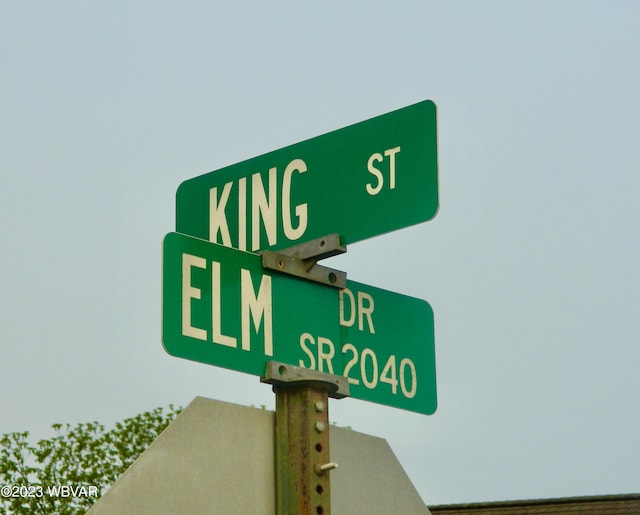 KING ST
ELM DR
SR 2040
©2023 WBVAR